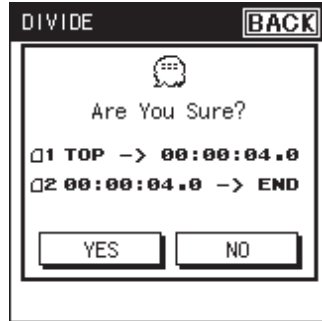 DIVIDE BACK
Are You Sure?
1 TOP -> 00:00:04.0
2 00:00:04.0 -> END
YES NO